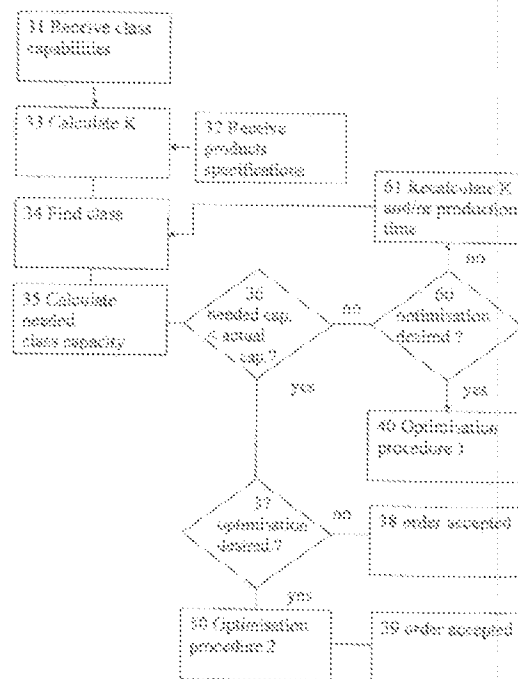 31 Receive class
capabilities
33 Calculate K
32 Receive
products
specifications
34 Find class
61 Recalculate K
and/or production
time
35 Calculate
needed
class capacity
36
needed cap.
< actual
cap.?
no
60
optimisation
desired ?
no
yes
yes
40 Optimisation
procedure 1
37
optimisation
desired ?
no
38 order accepted
yes
50 Optimisation
procedure 2
39 order accepted